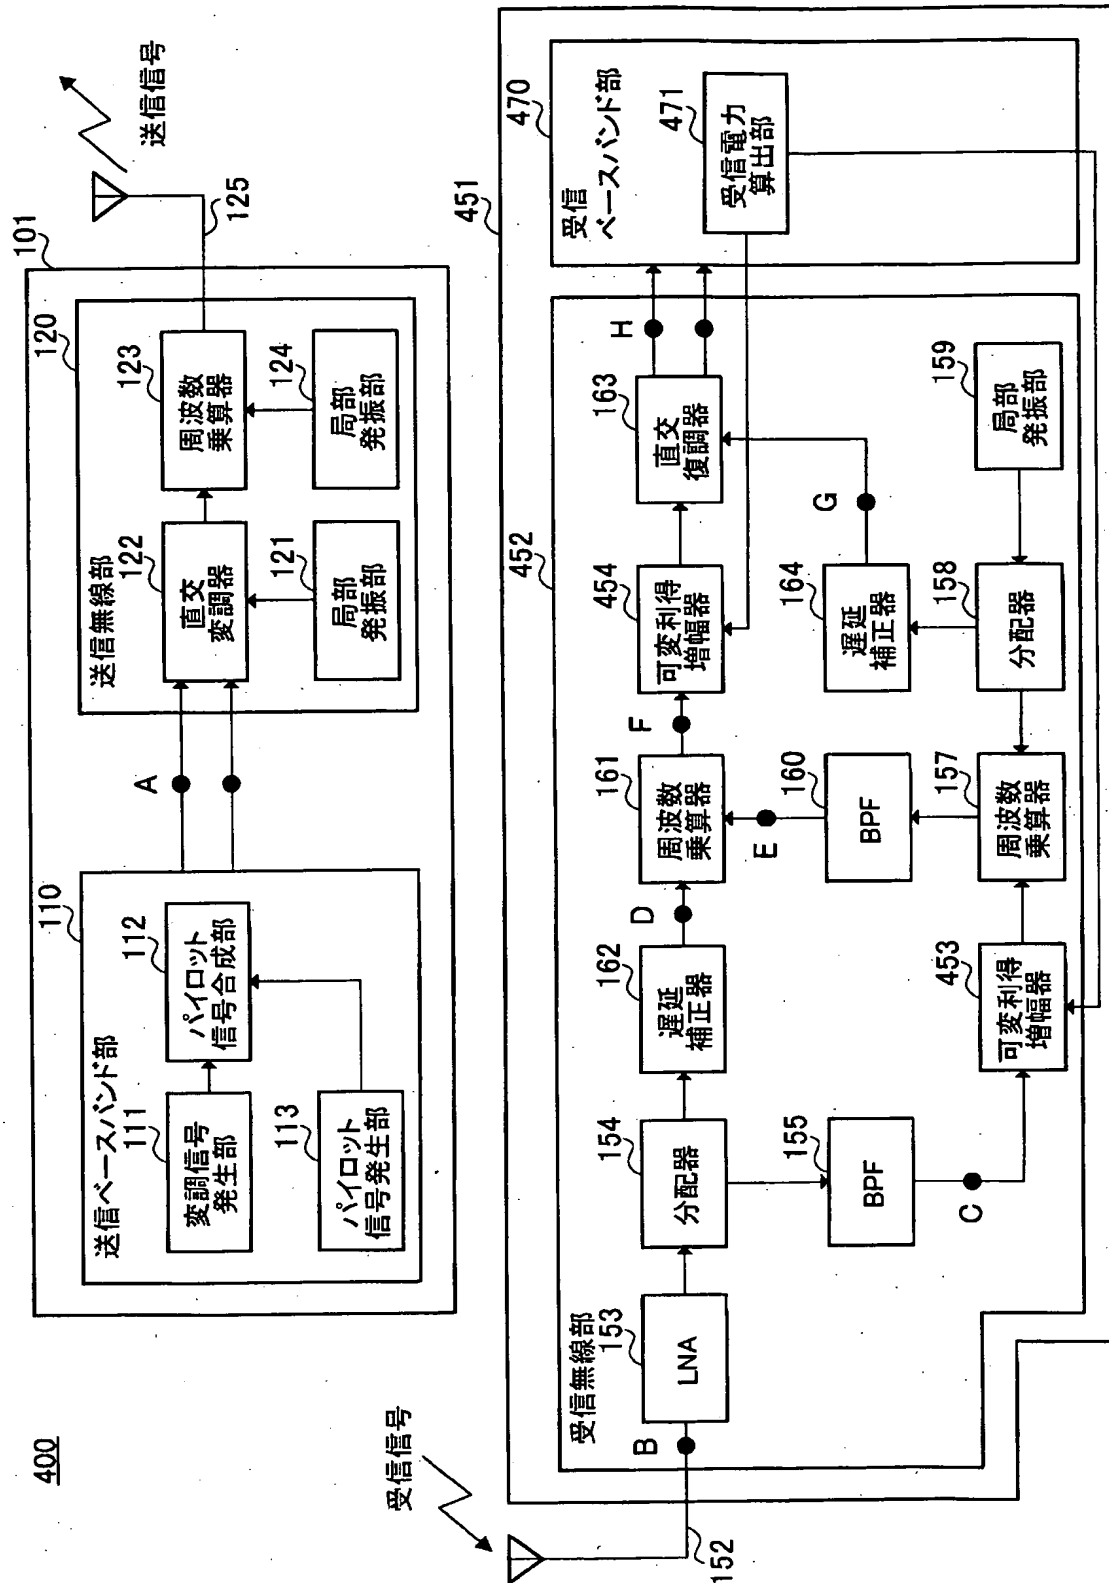 400
101
110
送信ベースバンド部
111
変調信号
発生部
112
パイロット
信号合成部
113
パイロット
信号発生部
A
120
送信無線部
122
直交
変調器
121
局部
発振部
123
周波数
乗算器
124
局部
発振部
125
送信信号
受信信号
152
451
452
受信無線部
B
153
LNA
154
分配器
155
BPF
C
162
遅延
補正器
D
161
周波数
乗算器
E
160
BPF
157
周波数
乗算器
453
可変利得
増幅器
F
454
可変利得
増幅器
164
遅延
補正器
G
158
分配器
159
局部
発振部
163
直交
復調器
H
470
受信
ベースバンド部
471
受信電力
算出部